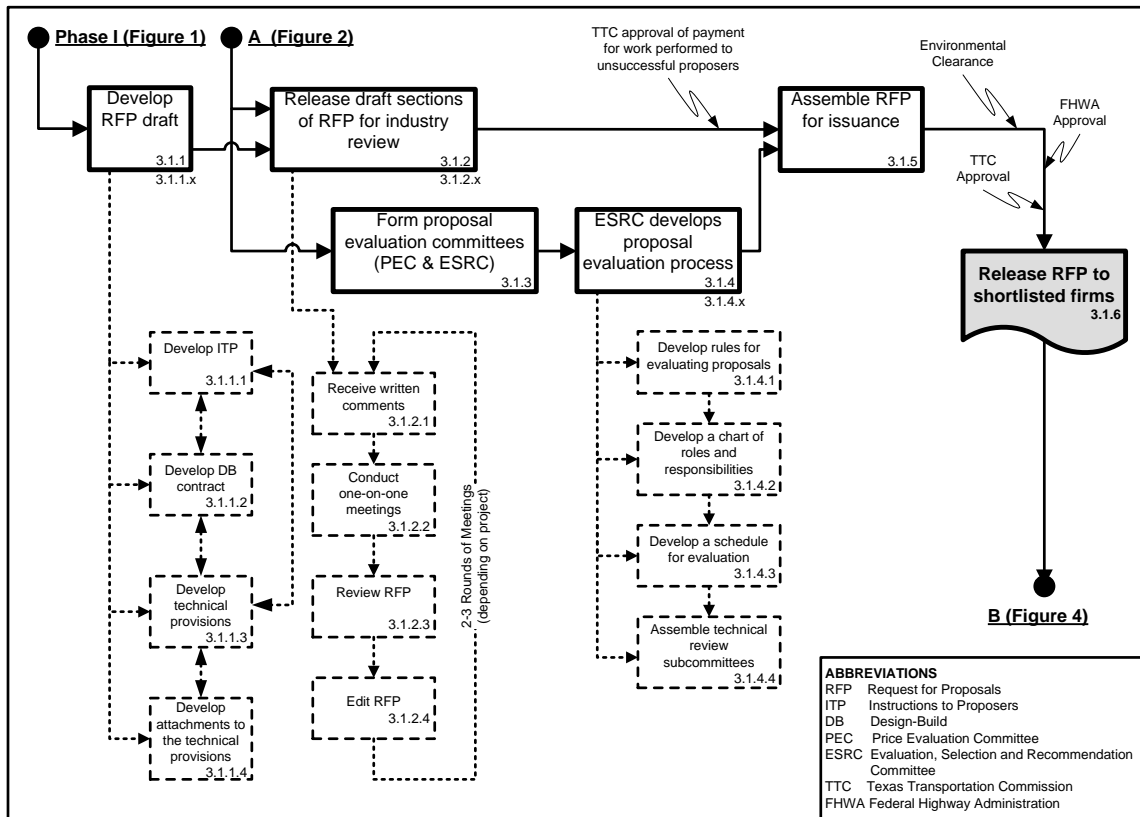 Phase I (Figure 1)
A (Figure 2)
TTC approval of payment
for work performed to
unsuccessful proposers
Environmental
Clearance
FHWA
Approval
TTC
Approval
Develop
RFP draft
3.1.1
3.1.1.x
Release draft sections
of RFP for industry
review
3.1.2
3.1.2.x
Assemble RFP
for issuance
3.1.5
Form proposal
evaluation committees
(PEC & ESRC)
3.1.3
ESRC develops
proposal
evaluation process
3.1.4
3.1.4.x
Release RFP to
shortlisted firms
3.1.6
Develop ITP
3.1.1.1
Develop DB
contract
3.1.1.2
Develop
technical
provisions
3.1.1.3
Develop
attachments to
the technical
provisions
3.1.1.4
Receive written
comments
3.1.2.1
Conduct
one-on-one
meetings
3.1.2.2
Review RFP
3.1.2.3
Edit RFP
3.1.2.4
2-3 Rounds of Meetings
(depending on project)
Develop rules for
evaluating proposals
3.1.4.1
Develop a chart of
roles and
responsibilities
3.1.4.2
Develop a schedule
for evaluation
3.1.4.3
Assemble technical
review
subcommittees
3.1.4.4
B (Figure 4)
ABBREVIATIONS
RFP Request for Proposals
ITP Instructions to Proposers
DB Design-Build
PEC Price Evaluation Committee
ESRC Evaluation, Selection and Recommendation
Committee
TTC Texas Transportation Commission
FHWA Federal Highway Administration